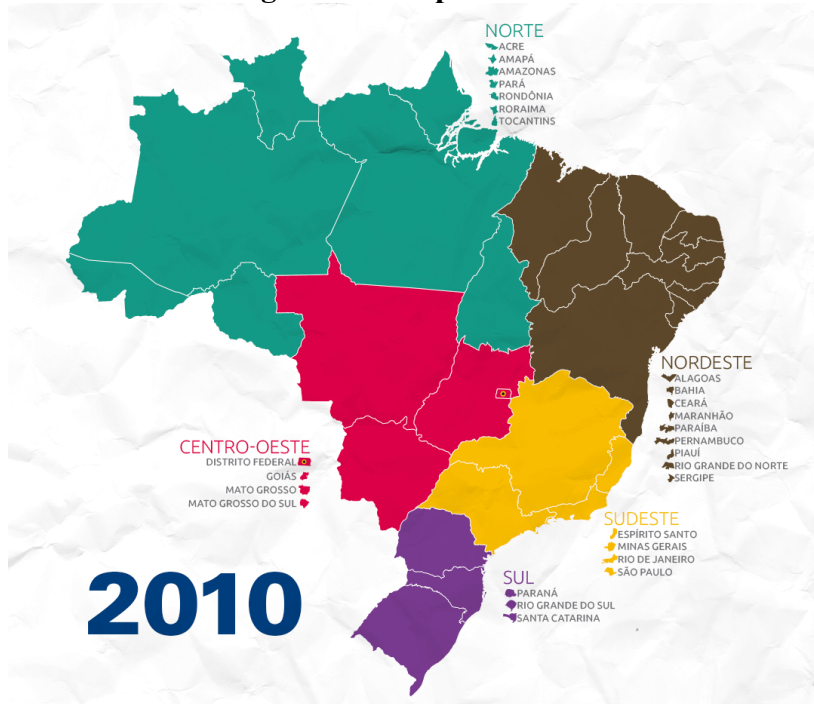 NORTE
ACRE
AMAPÁ
AMAZONAS
PARÁ
RONDÔNIA
RORAIMA
TOCANTINS
NORDESTE
ALAGOAS
BAHIA
CEARÁ
MARANHÃO
PARAÍBA
PERNAMBUCO
PIAUÍ
RIO GRANDE DO NORTE
SERGIPE
CENTRO-OESTE
DISTRITO FEDERAL
GOIÁS
MATO GROSSO
MATO GROSSO DO SUL
SUDESTE
ESPÍRITO SANTO
MINAS GERAIS
RIO DE JANEIRO
SÃO PAULO
SUL
PARANÁ
RIO GRANDE DO SUL
SANTA CATARINA
2010